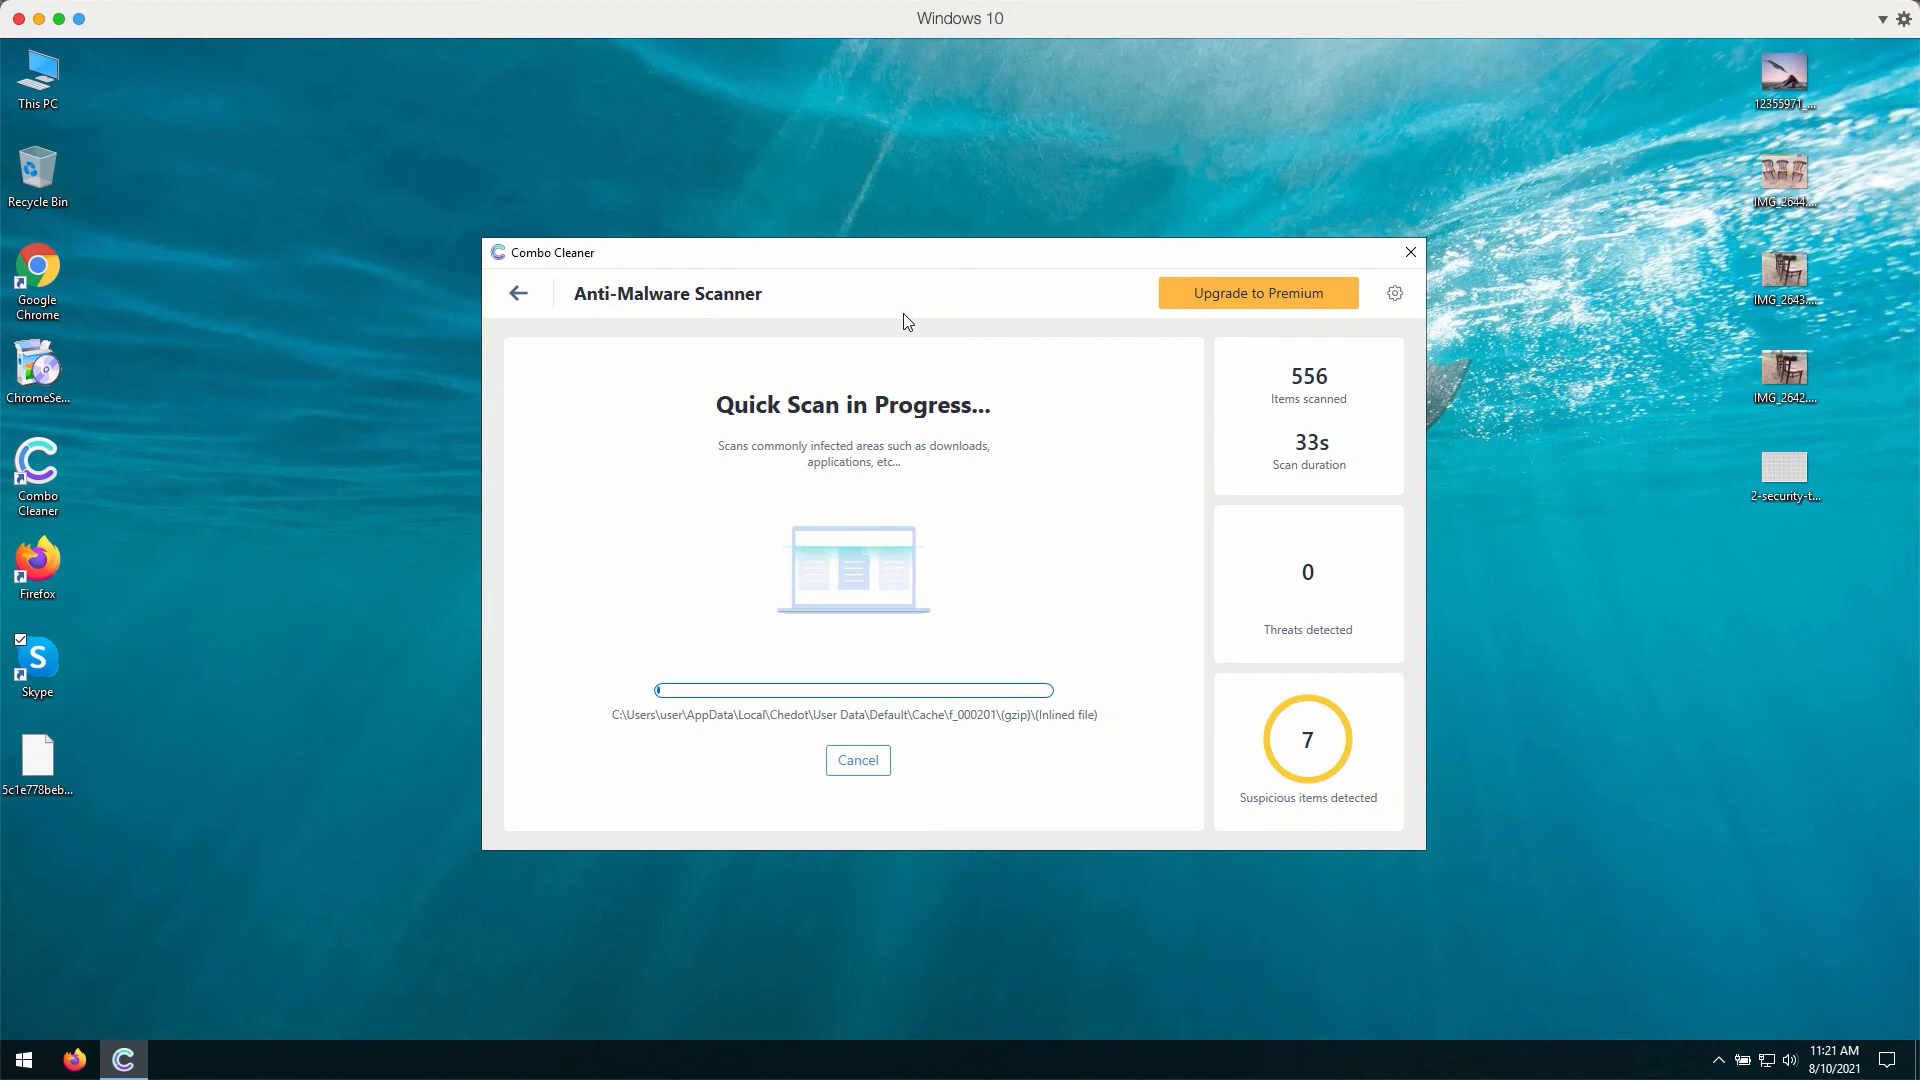 Windows 10
This PC
Recycle Bin
Google
Chrome
ChromeSe...
Combo
Cleaner
Firefox
S
Skype
5c1e778beb...
12355971_...
IMG_2644....
IMG_2643....
IMG_2642....
2-security-t...
Combo Cleaner
Anti-Malware Scanner
Upgrade to Premium
Quick Scan in Progress...
Scans commonly infected areas such as downloads,
applications, etc...
C:\Users\user\AppData\Local\Chedot\User Data\Default\Cache\f_000201\(gzip)\(Inlined file)
Cancel
556
Items scanned
33s
Scan duration
0
Threats detected
7
Suspicious items detected
11:21 AM
8/10/2021